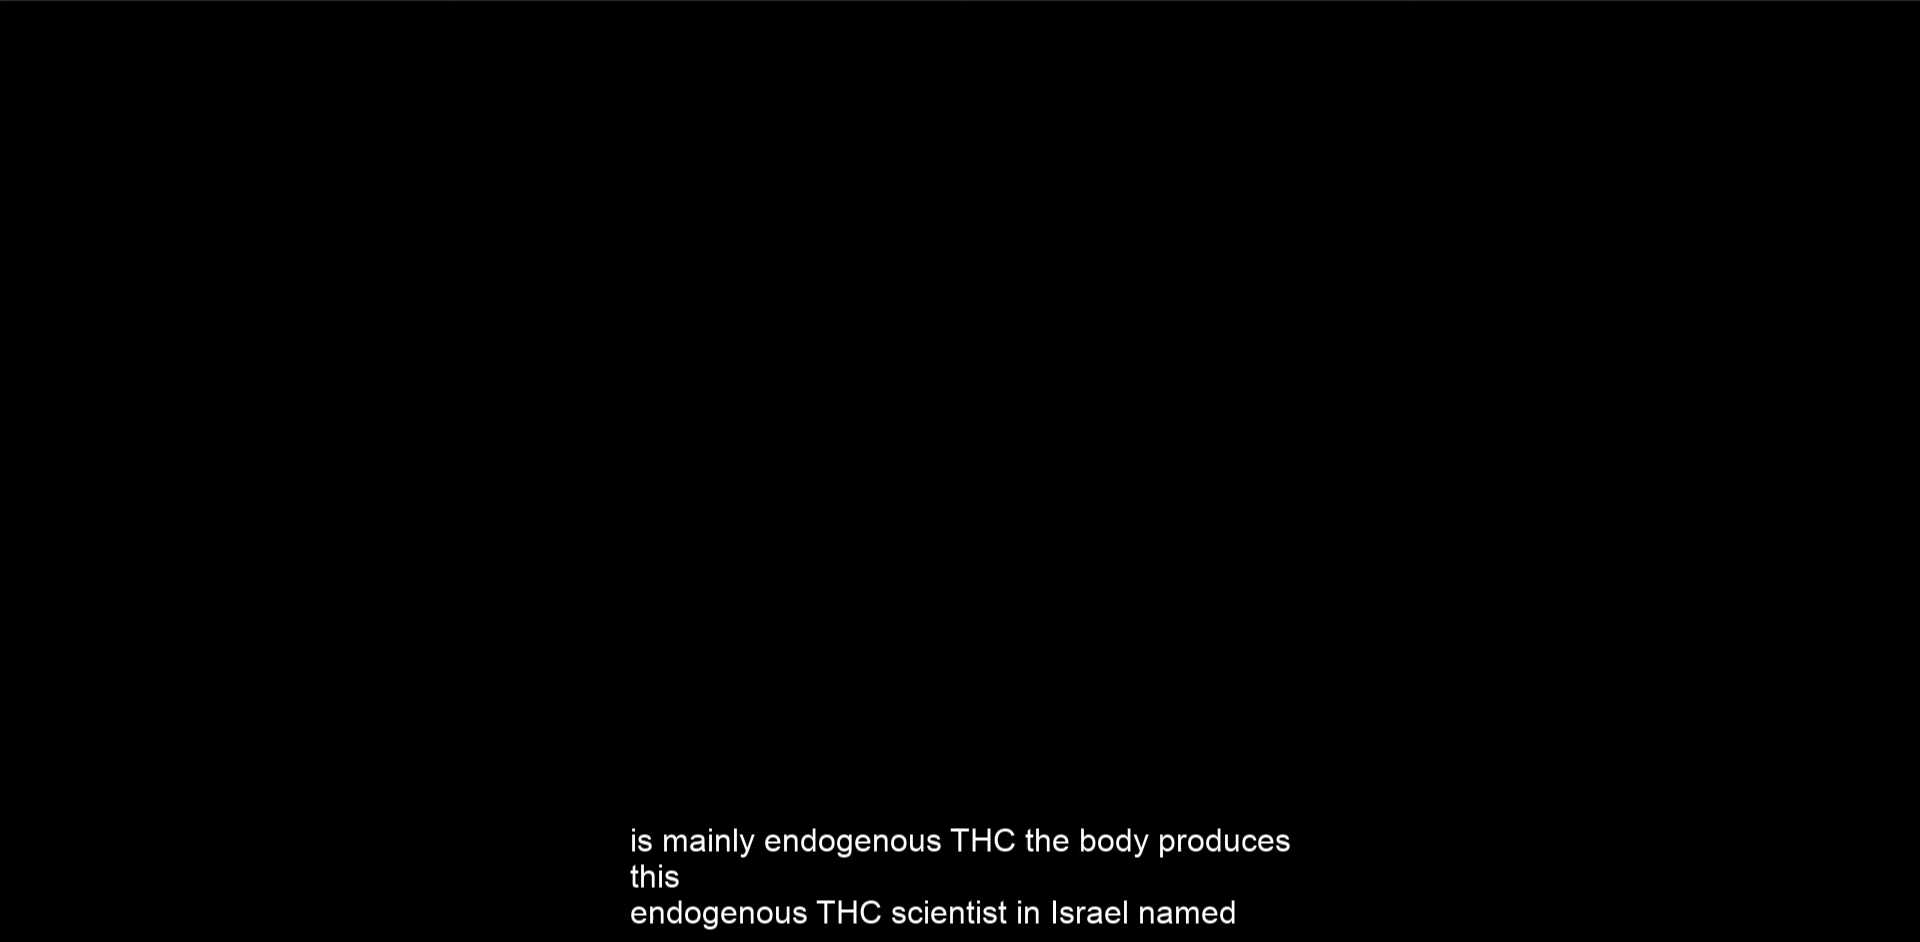 is mainly endogenous THC the body produces
this
endogenous THC scientist in Israel named